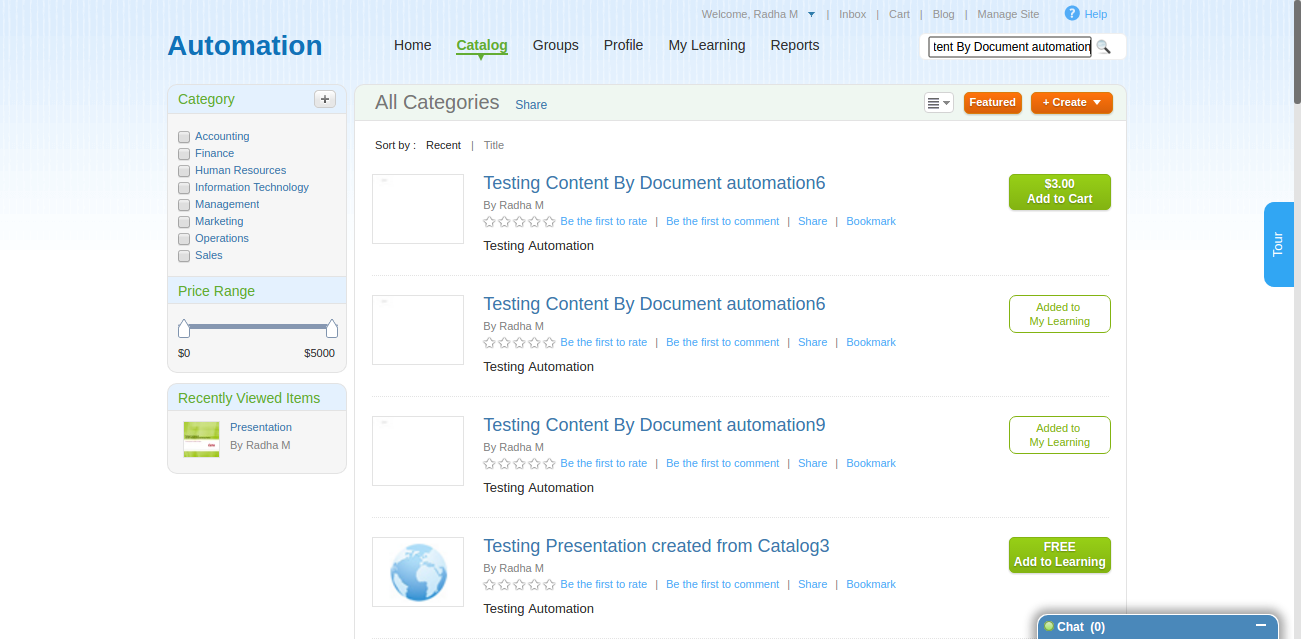 Welcome, Radha M | Inbox | Cart | Blog | Manage Site ? Help
Automation
Home Catalog Groups Profile My Learning Reports
tent By Document automation
Category +
Accounting
Finance
Human Resources
Information Technology
Management
Marketing
Operations
Sales
Price Range
$0 $5000
Recently Viewed Items
Presentation
By Radha M
All Categories Share
Featured
+ Create
Sort by : Recent | Title
Testing Content By Document automation6
By Radha M
Be the first to rate | Be the first to comment | Share | Bookmark
Testing Automation
$3.00
Add to Cart
Testing Content By Document automation6
By Radha M
Be the first to rate | Be the first to comment | Share | Bookmark
Testing Automation
Added to
My Learning
Testing Content By Document automation9
By Radha M
Be the first to rate | Be the first to comment | Share | Bookmark
Testing Automation
Added to
My Learning
Testing Presentation created from Catalog3
By Radha M
Be the first to rate | Be the first to comment | Share | Bookmark
Testing Automation
FREE
Add to Learning
Tour
Chat (0)